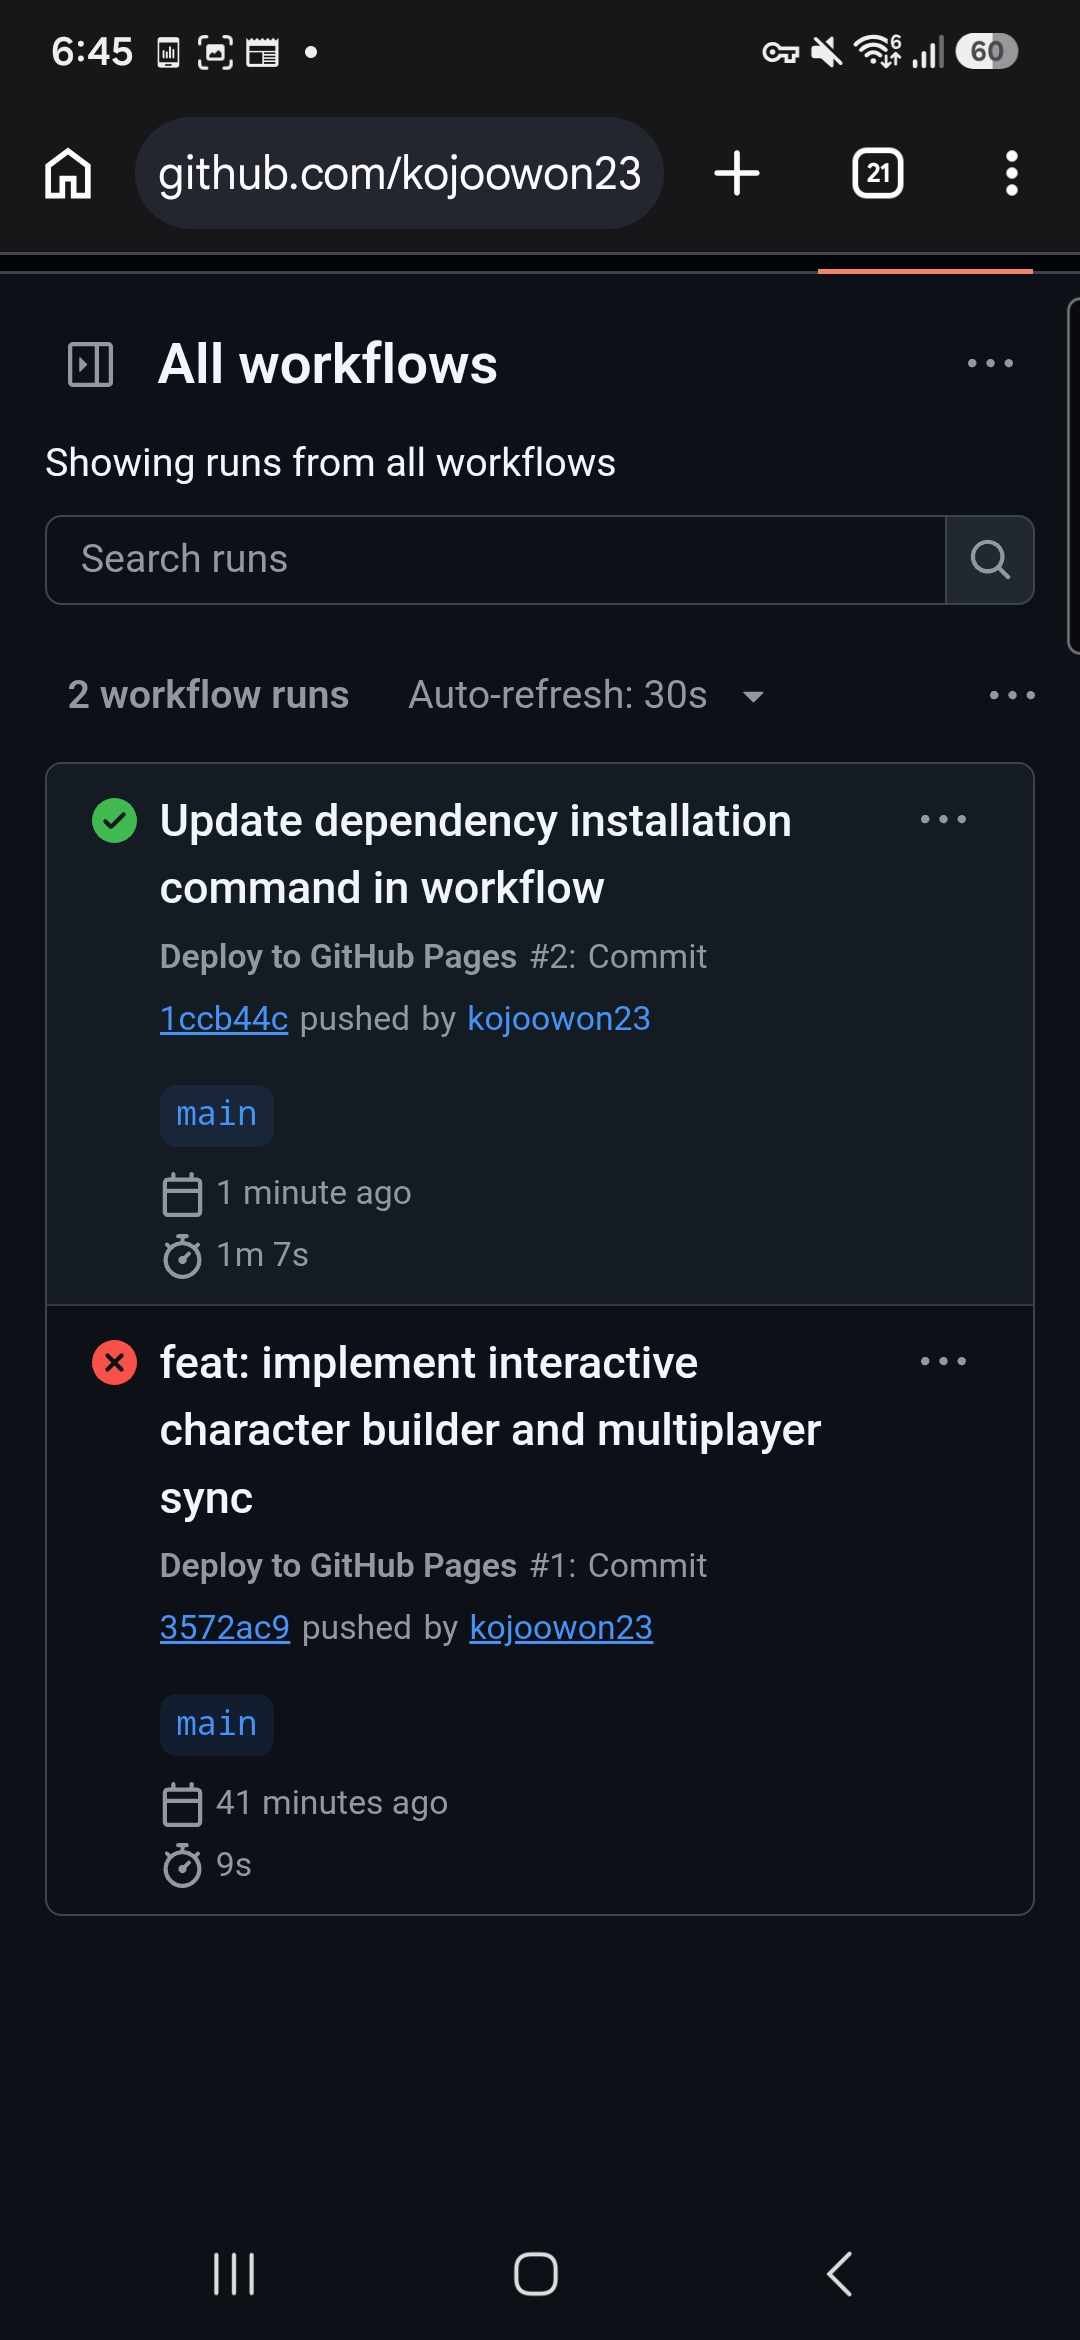 6:45
6
60
github.com/kojoowon23
21
All workflows
Showing runs from all workflows
Search runs
2 workflow runs Auto-refresh: 30s
Update dependency installation
command in workflow
Deploy to GitHub Pages #2: Commit
1ccb44c pushed by kojoowon23
main
1 minute ago
1m 7s
feat: implement interactive
character builder and multiplayer
sync
Deploy to GitHub Pages #1: Commit
3572ac9 pushed by kojoowon23
main
41 minutes ago
9s